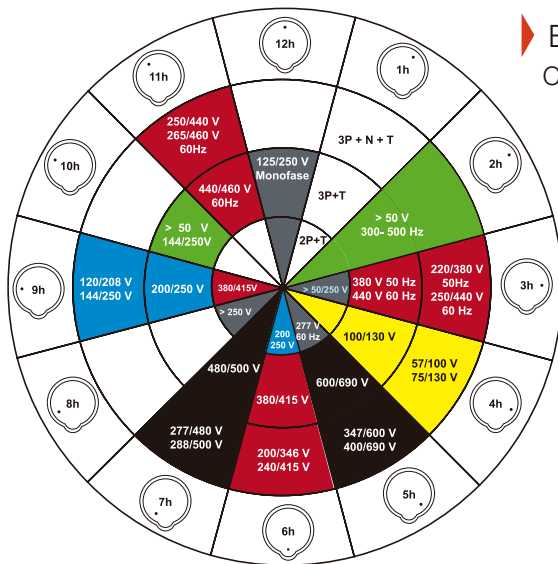 E
O
12h
1h
2h
3h
4h
5h
6h
7h
8h
9h
10h
11h
250/440 V
265/460 V
60Hz
440/460 V
60Hz
125/250 V
Monofase
3P + N + T
3P+T
2P+T
> 50 V
300- 500 Hz
> 50 V
144/250V
120/208 V
144/250 V
200/250 V
380/415V
> 250 V
> 50/250 V
380 V 50 Hz
440 V 60 Hz
220/380 V
50Hz
250/440 V
60 Hz
277 V
60 Hz
100/130 V
57/100 V
75/130 V
200
250 V
480/500 V
600/690 V
380/415 V
277/480 V
288/500 V
200/346 V
240/415 V
347/600 V
400/690 V